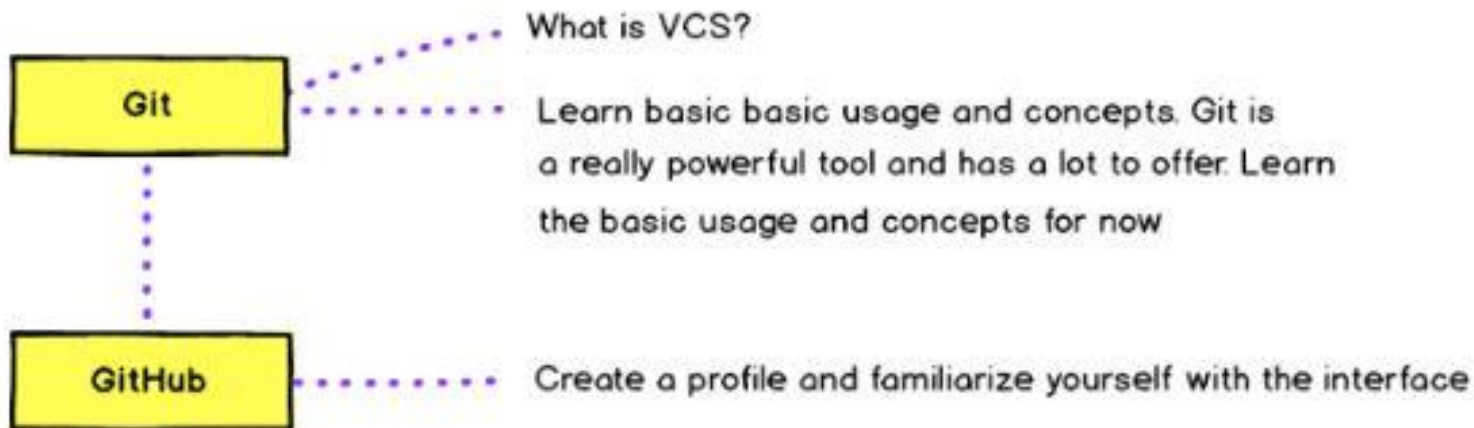 What is VCS?
Git
Learn basic basic usage and concepts. Git is
a really powerful tool and has a lot to offer. Learn
the basic usage and concepts for now
GitHub
Create a profile and familiarize yourself with the interface